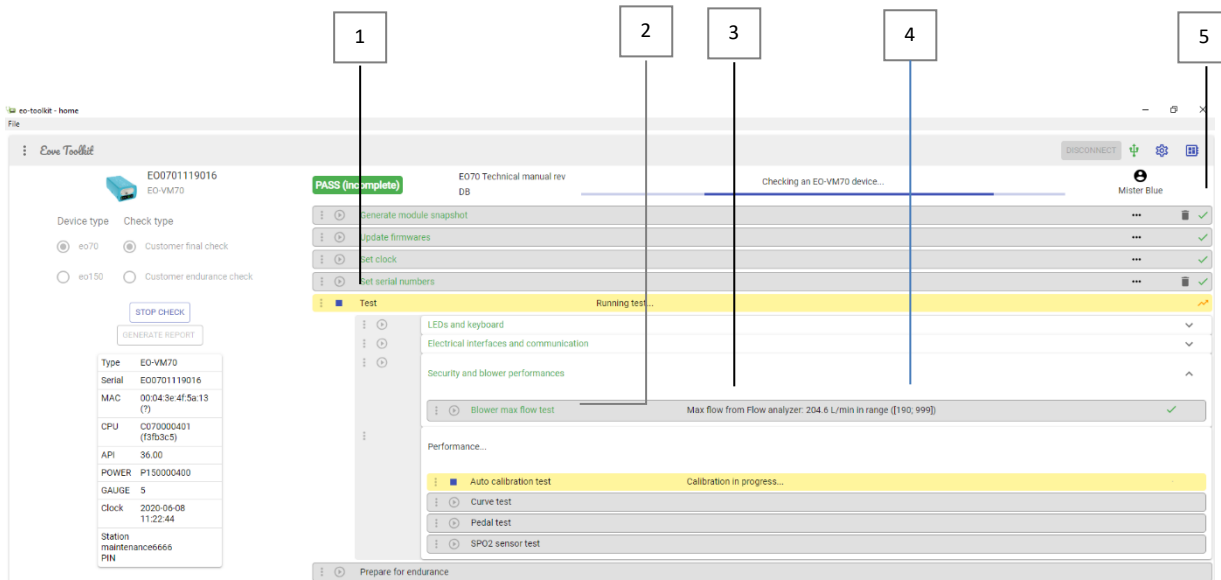 1
2
3
4
5
eo-toolkit - home
File
Eove Toolkit
DISCONNECT
EO0701119016
EO-VM70
PASS (incomplete)
EO70 Technical manual rev
DB
Checking an EO-VM70 device...
Mister Blue
Device type Check type
eo70 Customer final check
eo150 Customer endurance check
STOP CHECK
GENERATE REPORT
Type EO-VM70
Serial EO0701119016
MAC 00:04:3e:4f:5a:13
(?)
CPU C070000401
(f3fb3c5)
API 36.00
POWER P150000400
GAUGE 5
Clock 2020-06-08
11:22:44
Station
maintenance6666
PIN
Generate module snapshot
Update firmwares
Set clock
Set serial numbers
Test Running test...
LEDs and keyboard
Electrical interfaces and communication
Security and blower performances
Blower max flow test Max flow from Flow analyzer: 204.6 L/min in range ([190; 999])
Performance...
Auto calibration test Calibration in progress...
Curve test
Pedal test
SPO2 sensor test
Prepare for endurance